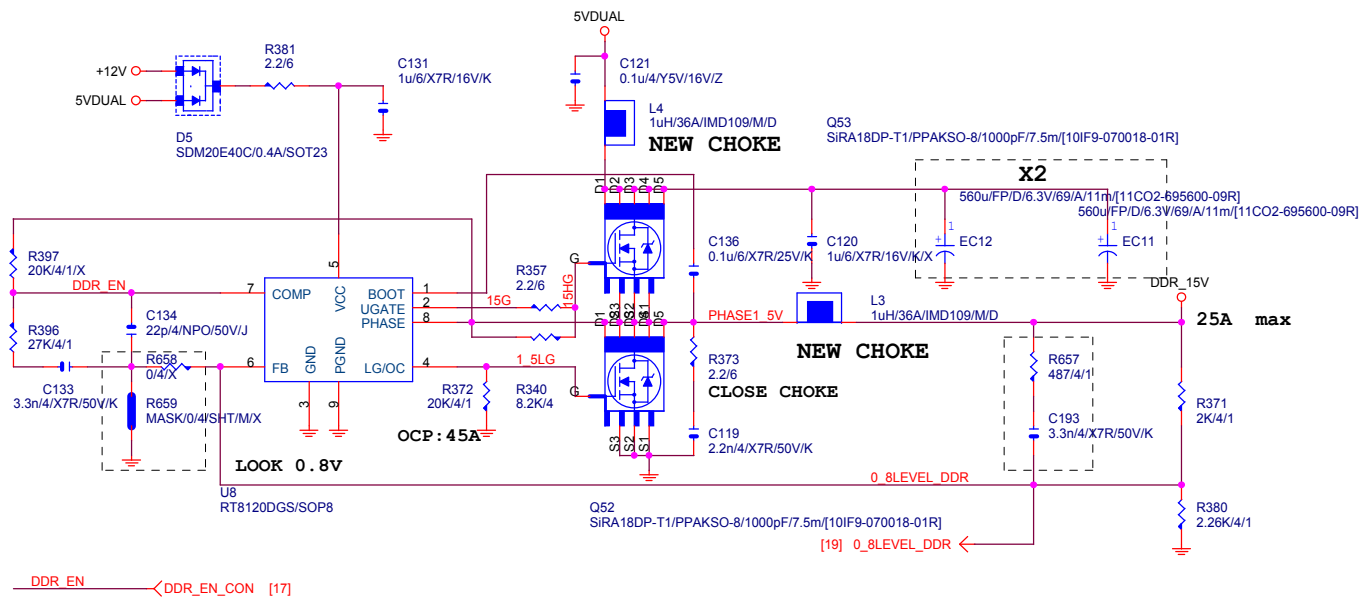 5VDUAL
+12V
5VDUAL
R381
2.2/6
C131
1u/6/X7R/16V/K
D5
SDM20E40C/0.4A/SOT23
C121
0.1u/4/Y5V/16V/Z
L4
1uH/36A/IMD109/M/D
NEW CHOKE
Q53
SiRA18DP-T1/PPAKSO-8/1000pF/7.5m/[10IF9-070018-01R]
X2
560u/FP/D/6.3V/69/A/11m/[11CO2-695600-09R]
560u/FP/D/6.3V/69/A/11m/[11CO2-695600-09R]
1
EC12
1
EC11
D1
D2
D3
D4
D5
G
S3
S2
S1
C136
0.1u/6/X7R/25V/K
C120
1u/6/X7R/16V/K/X
DDR_15V
25A max
R397
20K/4/1/X
DDR_EN
R396
27K/4/1
C134
22p/4/NPO/50V/J
C133
3.3n/4/X7R/50V/K
R658
0/4/X
R659
MASK/0/4/SHT/M/X
LOOK 0.8V
7
COMP
5
VCC
BOOT
1
UGATE
2
PHASE
8
6
FB
GND
3
PGND
9
LG/OC
4
U8
RT8120DGS/SOP8
15G
R357
2.2/6
15HG
R340
8.2K/4
1_5LG
R372
20K/4/1
OCP:45A
D1
D5
G
S3
S2
S1
PHASE1_5V
L3
1uH/36A/IMD109/M/D
NEW CHOKE
R373
2.2/6
CLOSE CHOKE
C119
2.2n/4/X7R/50V/K
R657
487/4/1
C193
3.3n/4/X7R/50V/K
R371
2K/4/1
0_8LEVEL_DDR
R380
2.26K/4/1
Q52
SiRA18DP-T1/PPAKSO-8/1000pF/7.5m/[10IF9-070018-01R]
[19] 0_8LEVEL_DDR
DDR_EN
DDR_EN_CON [17]